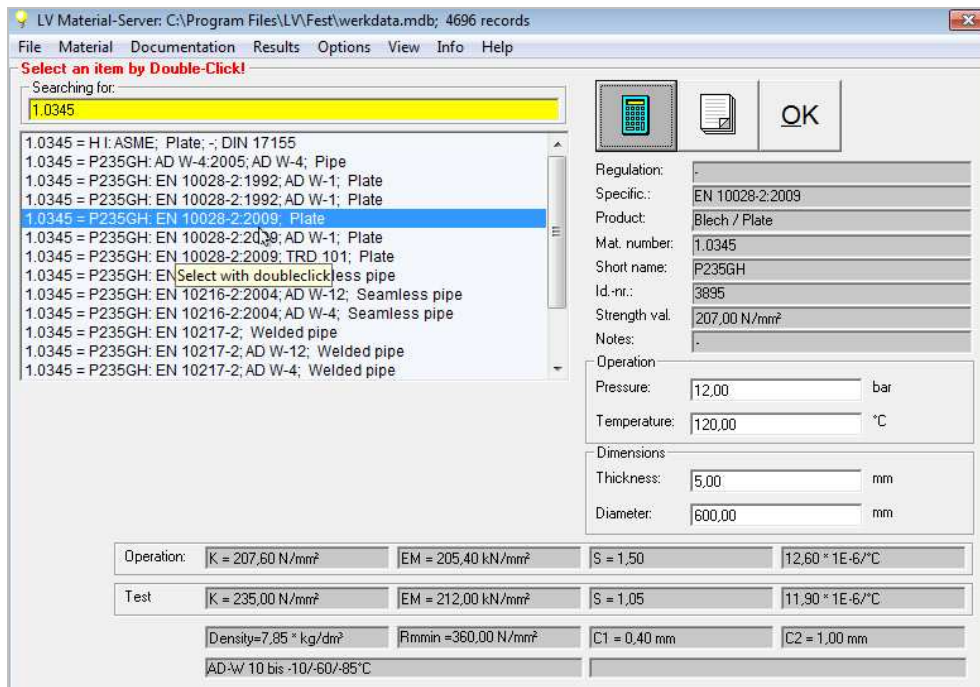 LV Material-Server: C:\Program Files\LV\Fest\werkdata.mdb; 4696 records
File Material Documentation Results Options View Info Help
Select an item by Double-Click!
Searching for:
1.0345
1.0345 = H I: ASME; Plate; -; DIN 17155
1.0345 = P235GH: AD W-4:2005; AD W-4; Pipe
1.0345 = P235GH: EN 10028-2:1992; AD W-1; Plate
1.0345 = P235GH: EN 10028-2:1992; AD W-1; Plate
1.0345 = P235GH: EN 10028-2:2009; Plate
1.0345 = P235GH: EN 10028-2:2009; AD W-1; Plate
1.0345 = P235GH: EN 10028-2:2009; TRD 101; Plate
1.0345 = P235GH: EN less pipe
Select with doubleclick
1.0345 = P235GH: EN 10216-2:2004; AD W-12; Seamless pipe
1.0345 = P235GH: EN 10216-2:2004; AD W-4; Seamless pipe
1.0345 = P235GH: EN 10217-2; Welded pipe
1.0345 = P235GH: EN 10217-2; AD W-12; Welded pipe
1.0345 = P235GH: EN 10217-2; AD W-4; Welded pipe
OK
Regulation: -
Specific.: EN 10028-2:2009
Product: Blech / Plate
Mat. number: 1.0345
Short name: P235GH
Id.-nr.: 3895
Strength val. 207,00 N/mm²
Notes: -
Operation
Pressure: 12,00 bar
Temperature: 120,00 °C
Dimensions
Thickness: 5,00 mm
Diameter: 600,00 mm
Operation: K = 207,60 N/mm² EM = 205,40 kN/mm² S = 1,50 12,60 * 1E-6/°C
Test K = 235,00 N/mm² EM = 212,00 kN/mm² S = 1,05 11,90 * 1E-6/°C
Density=7,85 * kg/dm³ Rmmin =360,00 N/mm² C1 = 0,40 mm C2 = 1,00 mm
AD-W 10 bis -10/-60/-85°C